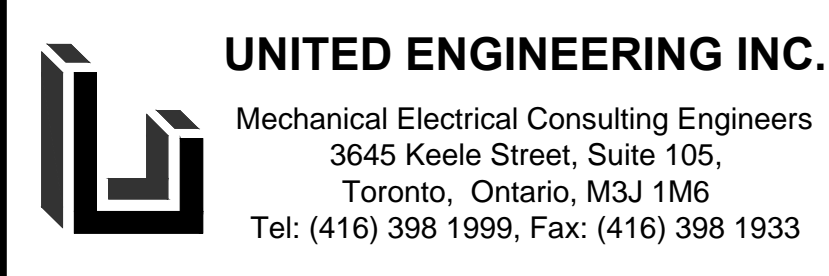 UNITED ENGINEERING INC.
Mechanical Electrical Consulting Engineers
3645 Keele Street, Suite 105,
Toronto,  Ontario, M3J 1M6
Tel: (416) 398 1999, Fax: (416) 398 1933